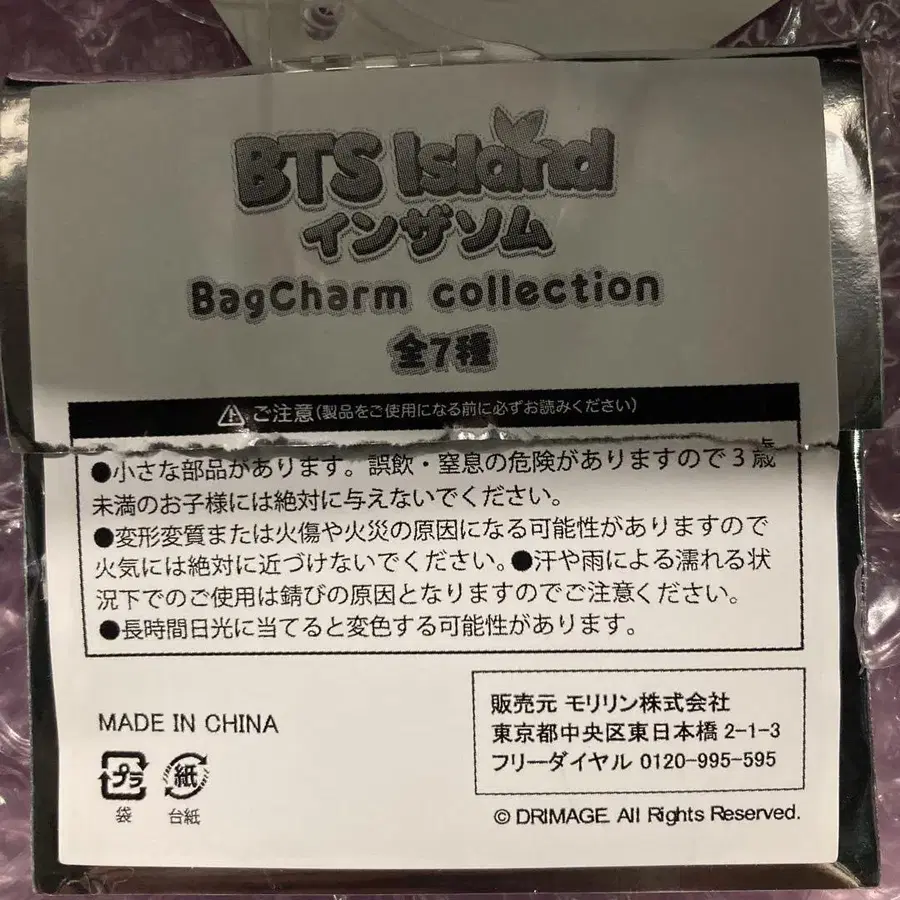 BTS Island
インザソム
BagCharm collection
全7種
ご注意(製品をご使用になる前に必ずお読みください)
●小さな部品があります。誤飲・窒息の危険がありますので3歳
未満のお子様には絶対に与えないでください。
●変形変質または火傷や火災の原因になる可能性がありますので
火気には絶対に近づけないでください。●汗や雨による濡れる状
況下でのご使用は錆びの原因となりますのでご注意ください。
●長時間日光に当てると変色する可能性があります。
MADE IN CHINA
プラ
紙
袋
台紙
販売元 モリリン株式会社
東京都中央区東日本橋 2-1-3
フリーダイヤル 0120-995-595
© DRIMAGE All Rights Reserved.